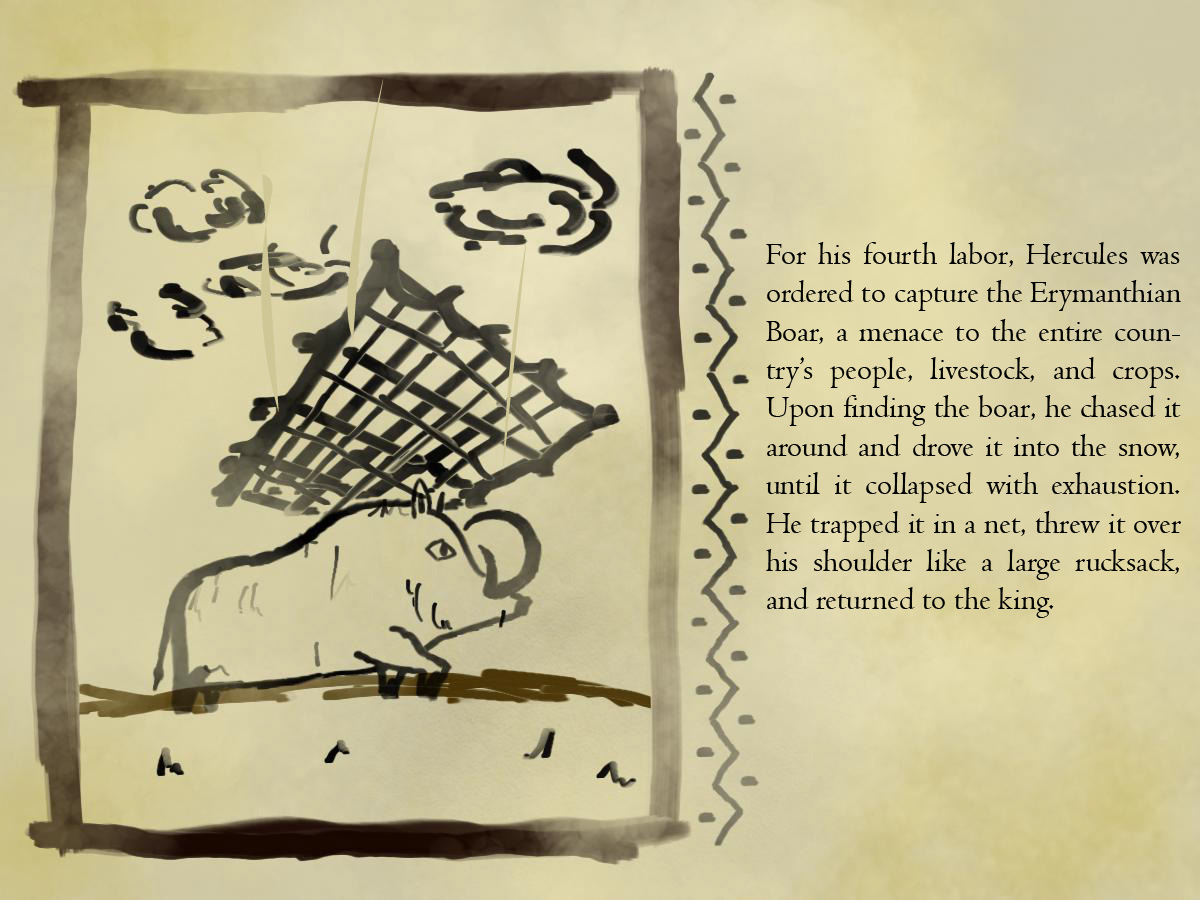 For his fourth labor, Hercules was
ordered to capture the Erymanthian
Boar, a menace to the entire coun-
try’s people, livestock, and crops.
Upon finding the boar, he chased it
around and drove it into the snow,
until it collapsed with exhaustion.
He trapped it in a net, threw it over
his shoulder like a large rucksack,
and returned to the king.